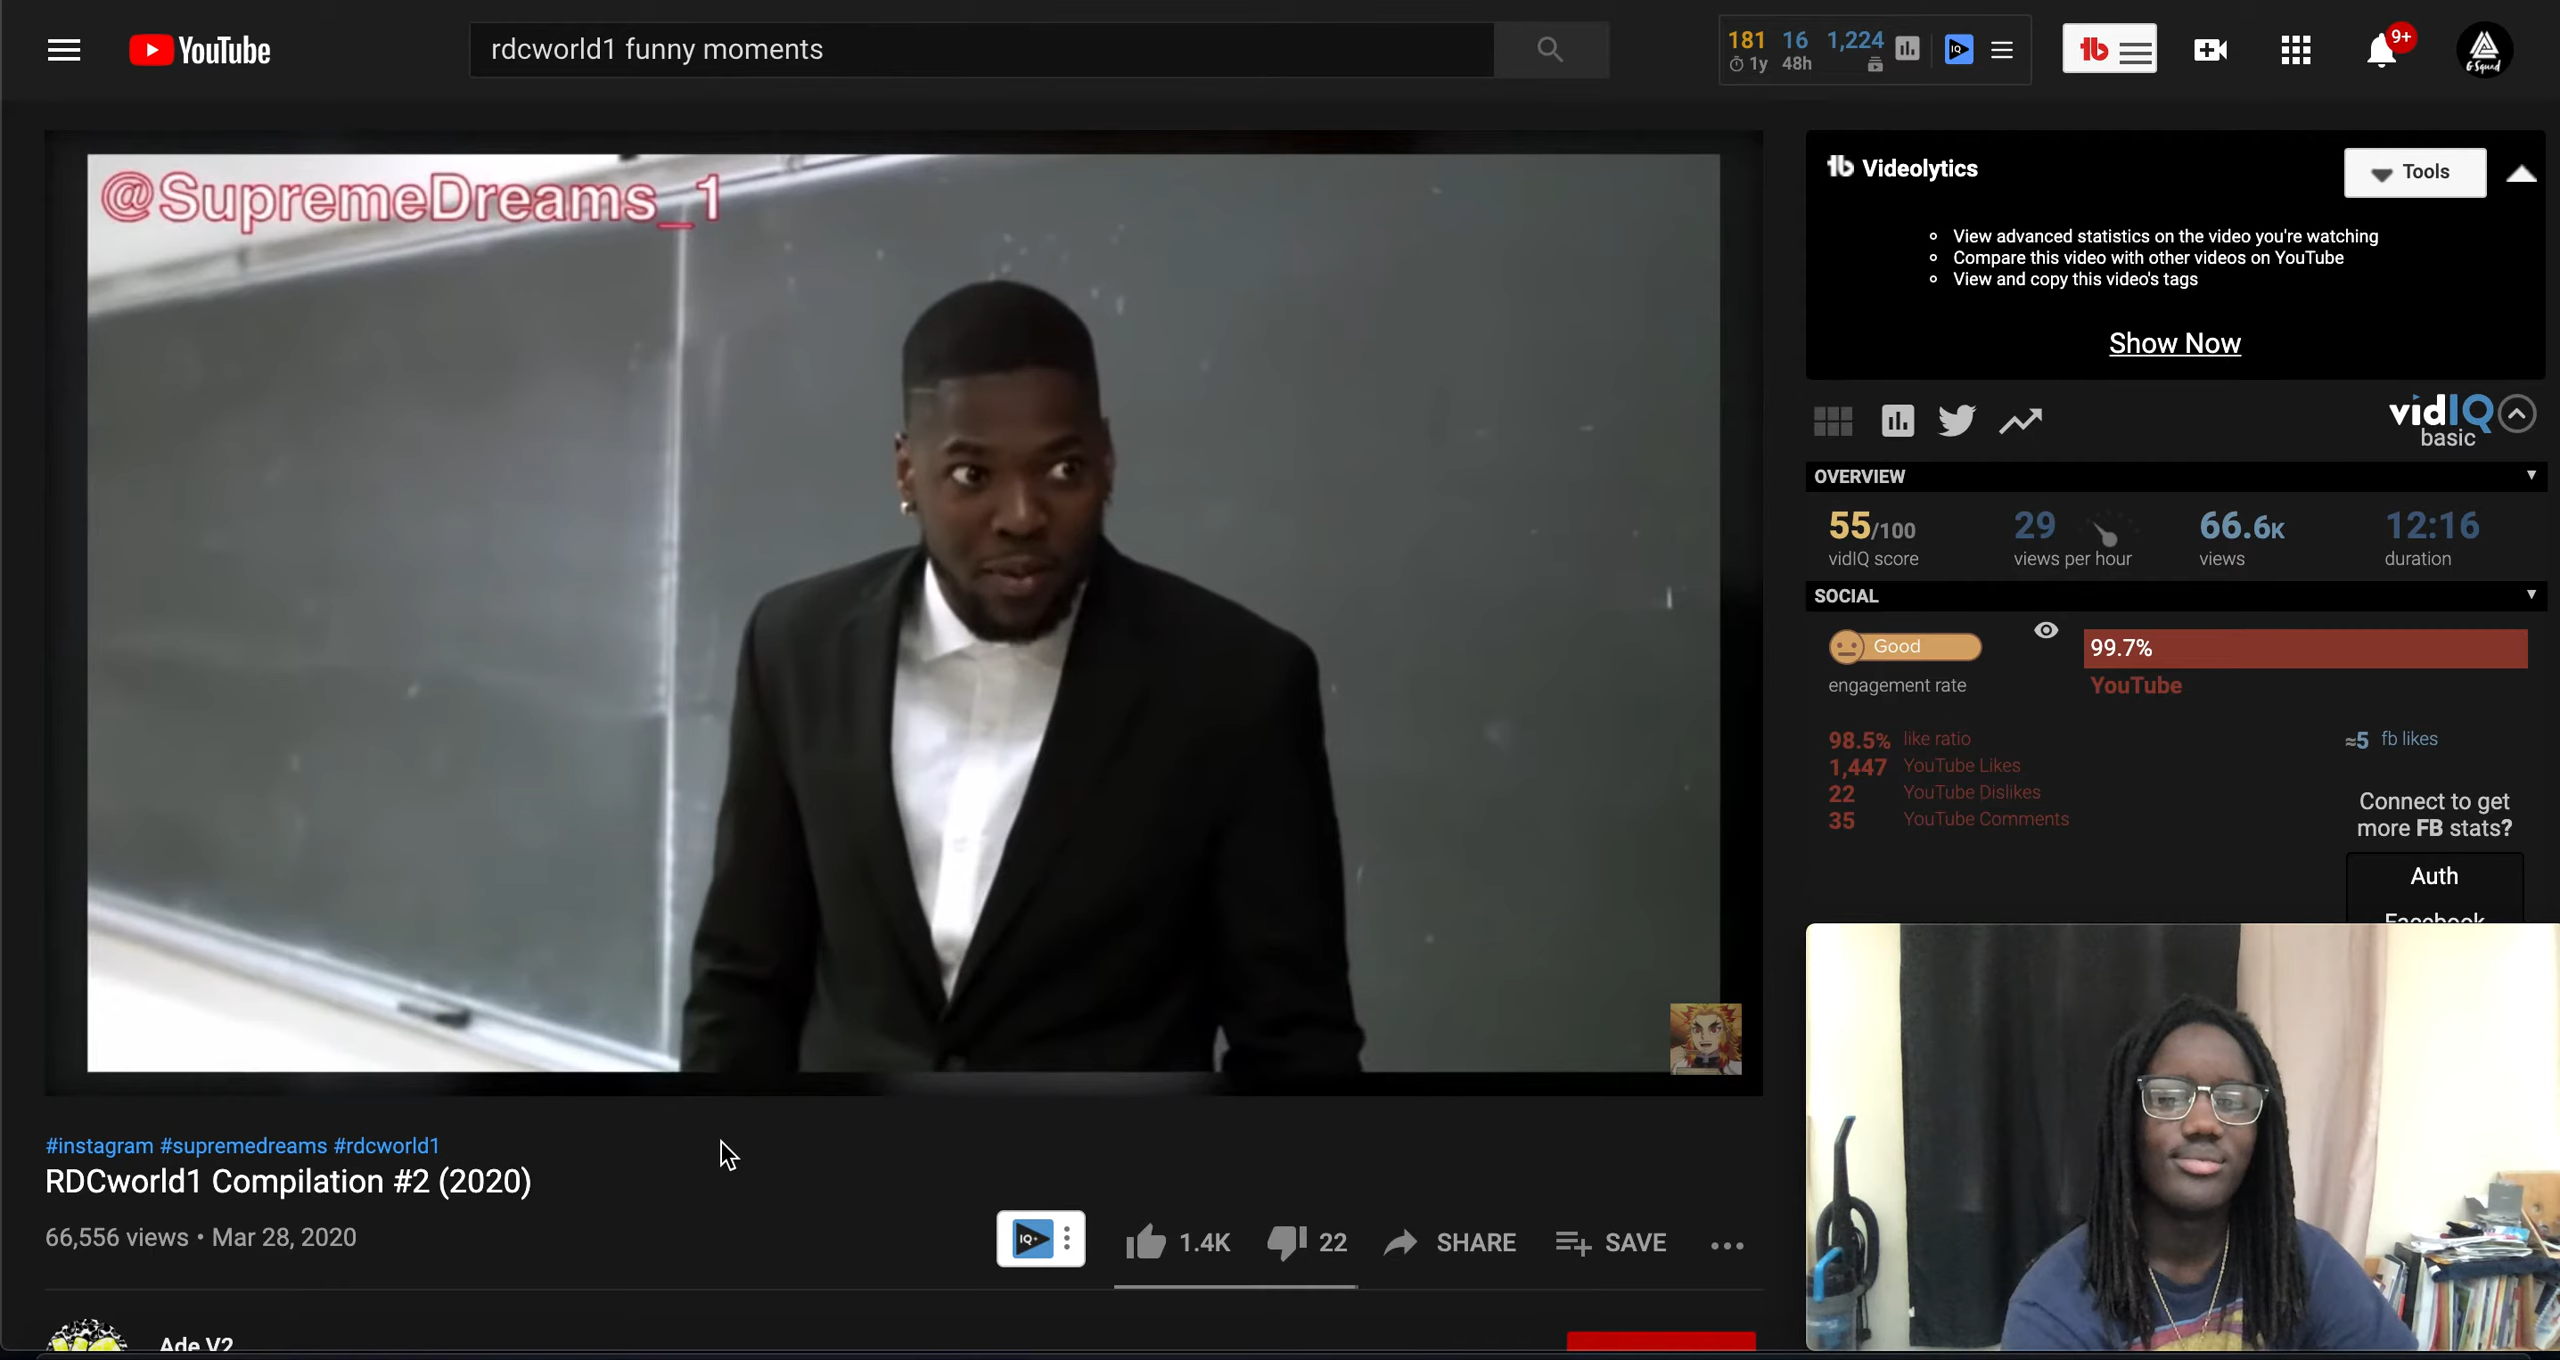 YouTube
rdcworld1 funny moments
181 16 1,224
1y 48h
IQ
9+
G Squad
@SupremeDreams_1
Videolytics
Tools
View advanced statistics on the video you're watching
Compare this video with other videos on YouTube
View and copy this video's tags
Show Now
vidIQ
basic
OVERVIEW
55/100 29 66.6K 12:16
vidIQ score views per hour views duration
SOCIAL
Good 99.7%
engagement rate YouTube
98.5% like ratio ≈5 fb likes
1,447 YouTube Likes
22 YouTube Dislikes
35 YouTube Comments
Connect to get
more FB stats?
Auth
Facebook
#instagram #supremedreams #rdcworld1
RDCworld1 Compilation #2 (2020)
66,556 views • Mar 28, 2020
IQ+ 1.4K 22 SHARE SAVE
Ade V2